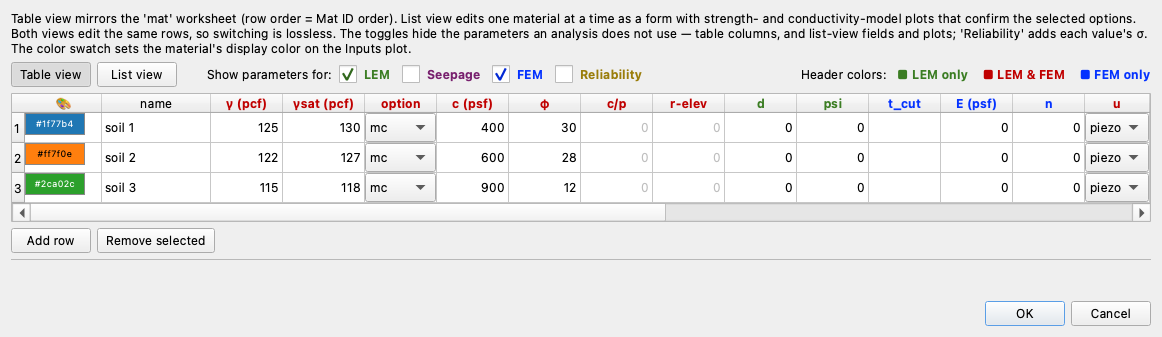 Table view mirrors the 'mat' worksheet (row order = Mat ID order). List view edits one material at a time as a form with strength- and conductivity-model plots that confirm the selected options.
Both views edit the same rows, so switching is lossless. The toggles hide the parameters an analysis does not use — table columns, and list-view fields and plots; 'Reliability' adds each value's σ.
The color swatch sets the material's display color on the Inputs plot.
Table view List view Show parameters for: LEM Seepage FEM Reliability Header colors: LEM only LEM & FEM FEM only
name γ (pcf) γsat (pcf) option c (psf) ϕ c/p r-elev d psi t_cut E (psf) n u
1 #1f77b4 soil 1 125 130 mc 400 30 0 0 0 0 0 0 piezo
2 #ff7f0e soil 2 122 127 mc 600 28 0 0 0 0 0 0 piezo
3 #2ca02c soil 3 115 118 mc 900 12 0 0 0 0 0 0 piezo
Add row Remove selected
OK Cancel